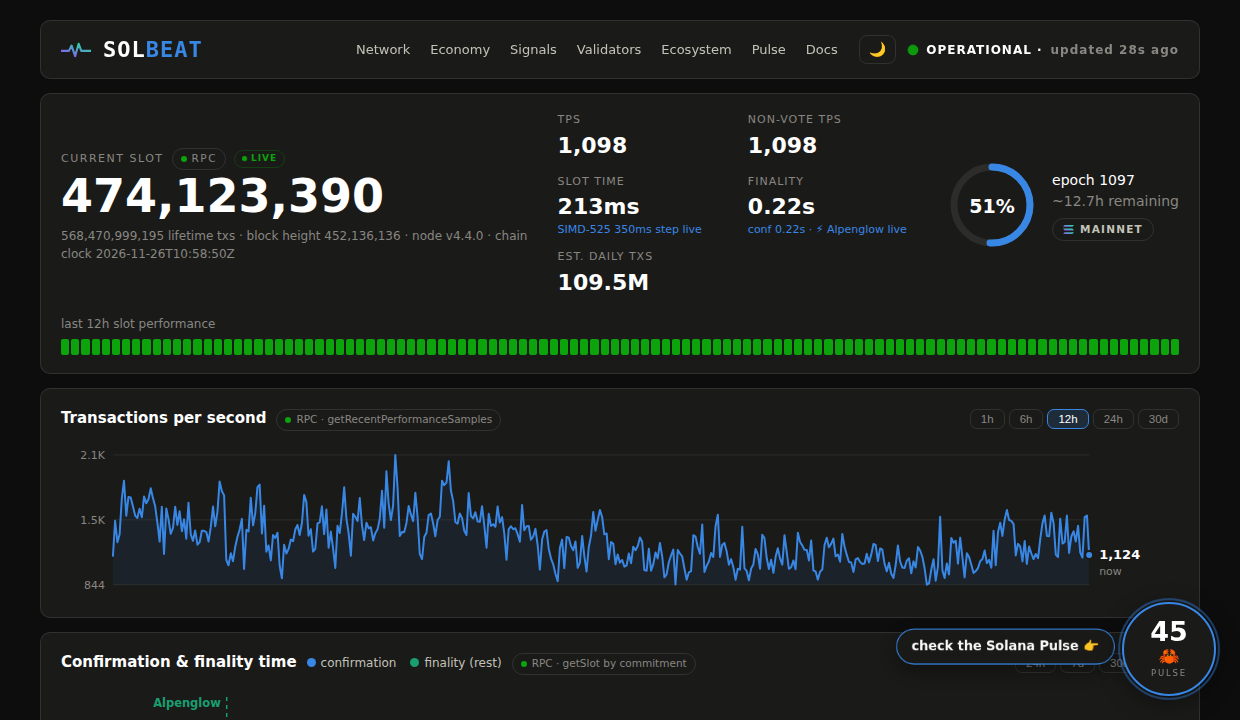 SOLBEAT
Network Economy Signals Validators Ecosystem Pulse Docs
OPERATIONAL · updated 28s ago
CURRENT SLOT RPC LIVE
474,123,390
568,470,999,195 lifetime txs · block height 452,136,136 · node v4.4.0 · chain
clock 2026-11-26T10:58:50Z
TPS
1,098
NON-VOTE TPS
1,098
SLOT TIME
213ms
SIMD-525 350ms step live
FINALITY
0.22s
conf 0.22s · ⚡ Alpenglow live
EST. DAILY TXS
109.5M
51%
epoch 1097
~12.7h remaining
MAINNET
last 12h slot performance
Transactions per second
RPC · getRecentPerformanceSamples
1h 6h 12h 24h 30d
2.1K
1.5K
844
1,124
now
Confirmation & finality time
confirmation
finality (rest)
RPC · getSlot by commitment
Alpenglow
check the Solana Pulse 👉
45
🦀
PULSE